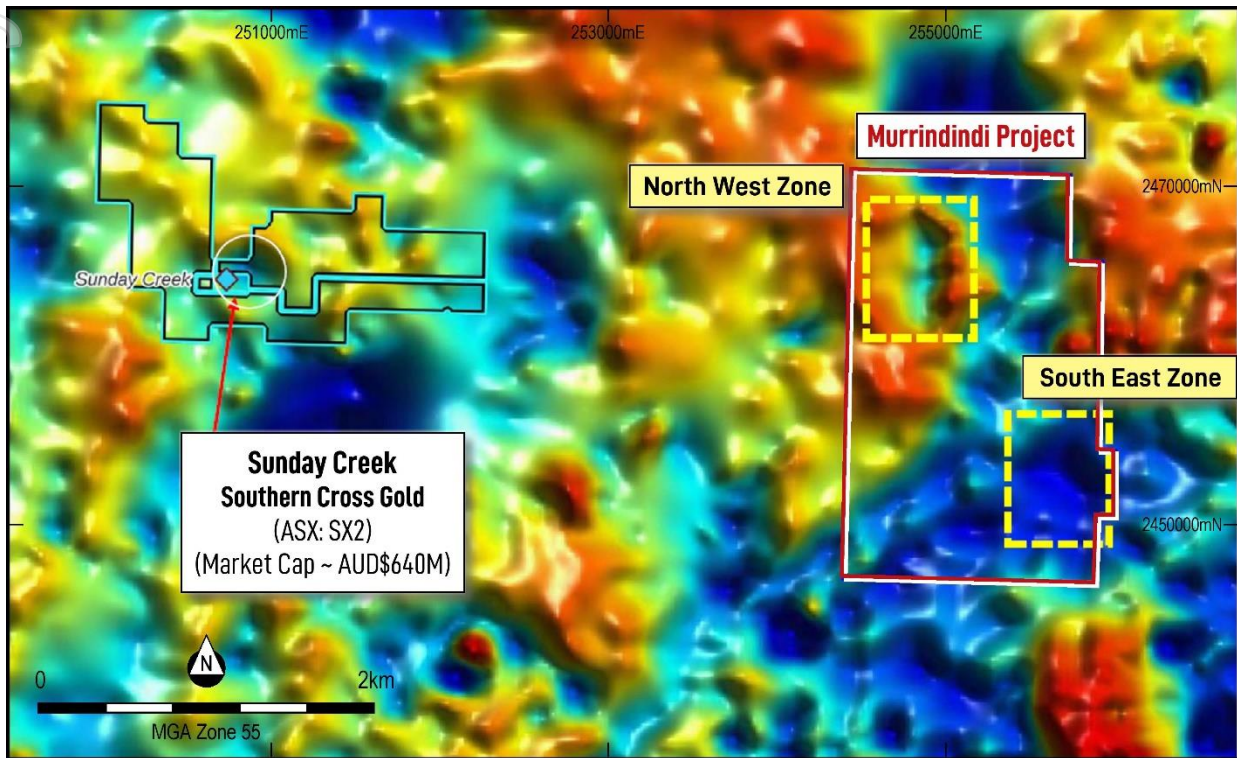 251000mE
253000mE
255000mE
Murrindindi Project
North West Zone
2470000mN
Sunday Creek
South East Zone
Sunday Creek
Southern Cross Gold
(ASX: SX2)
(Market Cap ~ AUD$640M)
2450000mN
N
0
2km
MGA Zone 55